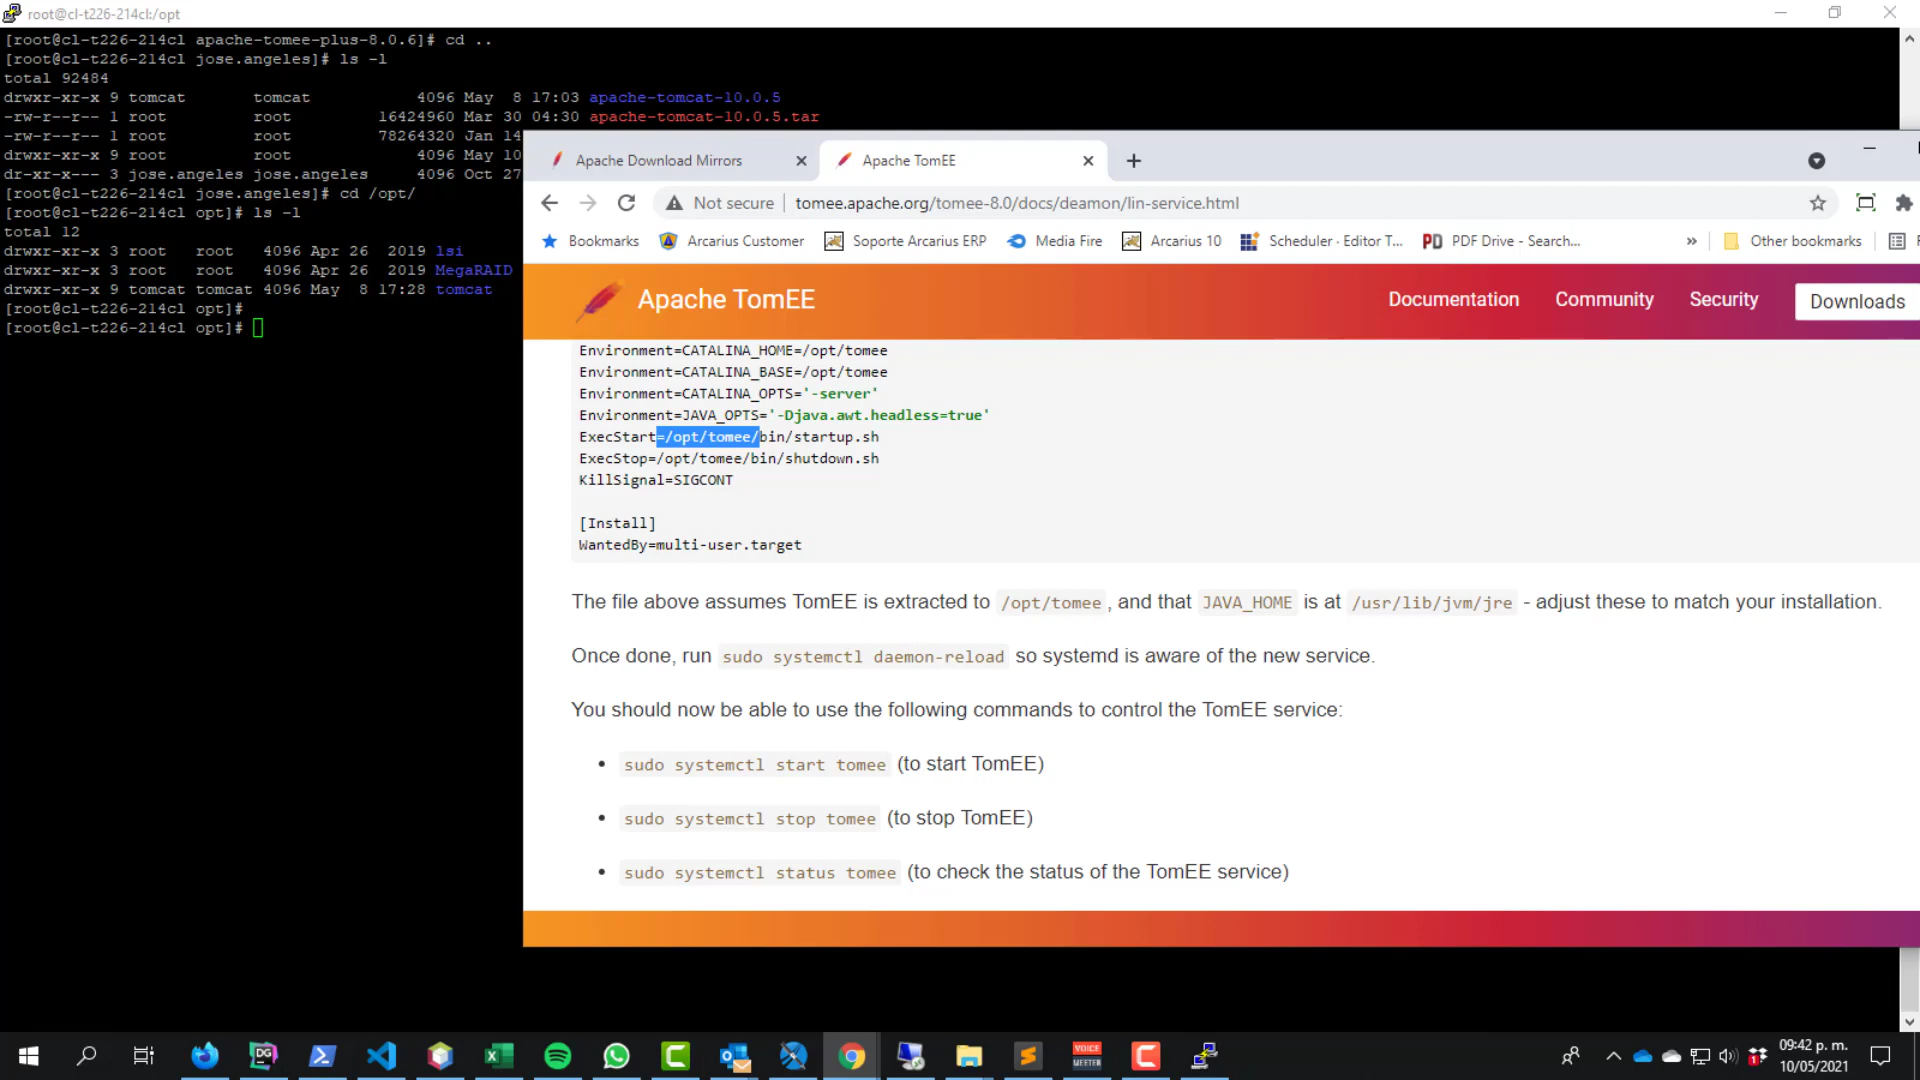 root@cl-t226-214cl:/opt
[root@cl-t226-214cl apache-tomee-plus-8.0.6]# cd ..
[root@cl-t226-214cl jose.angeles]# ls -l
total 92484
drwxr-xr-x 9 tomcat tomcat 4096 May 8 17:03 apache-tomcat-10.0.5
-rw-r--r-- 1 root root 16424960 Mar 30 04:30 apache-tomcat-10.0.5.tar
-rw-r--r-- 1 root root 78264320 Jan 14
drwxr-xr-x 9 root root 4096 May 10
dr-xr-x--- 3 jose.angeles jose.angeles 4096 Oct 27
[root@cl-t226-214cl jose.angeles]# cd /opt/
[root@cl-t226-214cl opt]# ls -l
total 12
drwxr-xr-x 3 root root 4096 Apr 26 2019 lsi
drwxr-xr-x 3 root root 4096 Apr 26 2019 MegaRAID
drwxr-xr-x 9 tomcat tomcat 4096 May 8 17:28 tomcat
[root@cl-t226-214cl opt]#
[root@cl-t226-214cl opt]#
Apache Download Mirrors
Apache TomEE
Not secure
tomee.apache.org/tomee-8.0/docs/deamon/lin-service.html
Bookmarks
Arcarius Customer
Soporte Arcarius ERP
Media Fire
Arcarius 10
Scheduler · Editor T...
PD
PDF Drive - Search...
»
Other bookmarks
Apache TomEE
Documentation
Community
Security
Downloads
Environment=CATALINA_HOME=/opt/tomee
Environment=CATALINA_BASE=/opt/tomee
Environment=CATALINA_OPTS='-server'
Environment=JAVA_OPTS='-Djava.awt.headless=true'
ExecStart=/opt/tomee/bin/startup.sh
ExecStop=/opt/tomee/bin/shutdown.sh
KillSignal=SIGCONT
[Install]
WantedBy=multi-user.target
The file above assumes TomEE is extracted to /opt/tomee, and that JAVA_HOME is at /usr/lib/jvm/jre - adjust these to match your installation.
Once done, run sudo systemctl daemon-reload so systemd is aware of the new service.
You should now be able to use the following commands to control the TomEE service:
• sudo systemctl start tomee (to start TomEE)
• sudo systemctl stop tomee (to stop TomEE)
• sudo systemctl status tomee (to check the status of the TomEE service)
DG
VOICE
MEETER
09:42 p. m.
10/05/2021